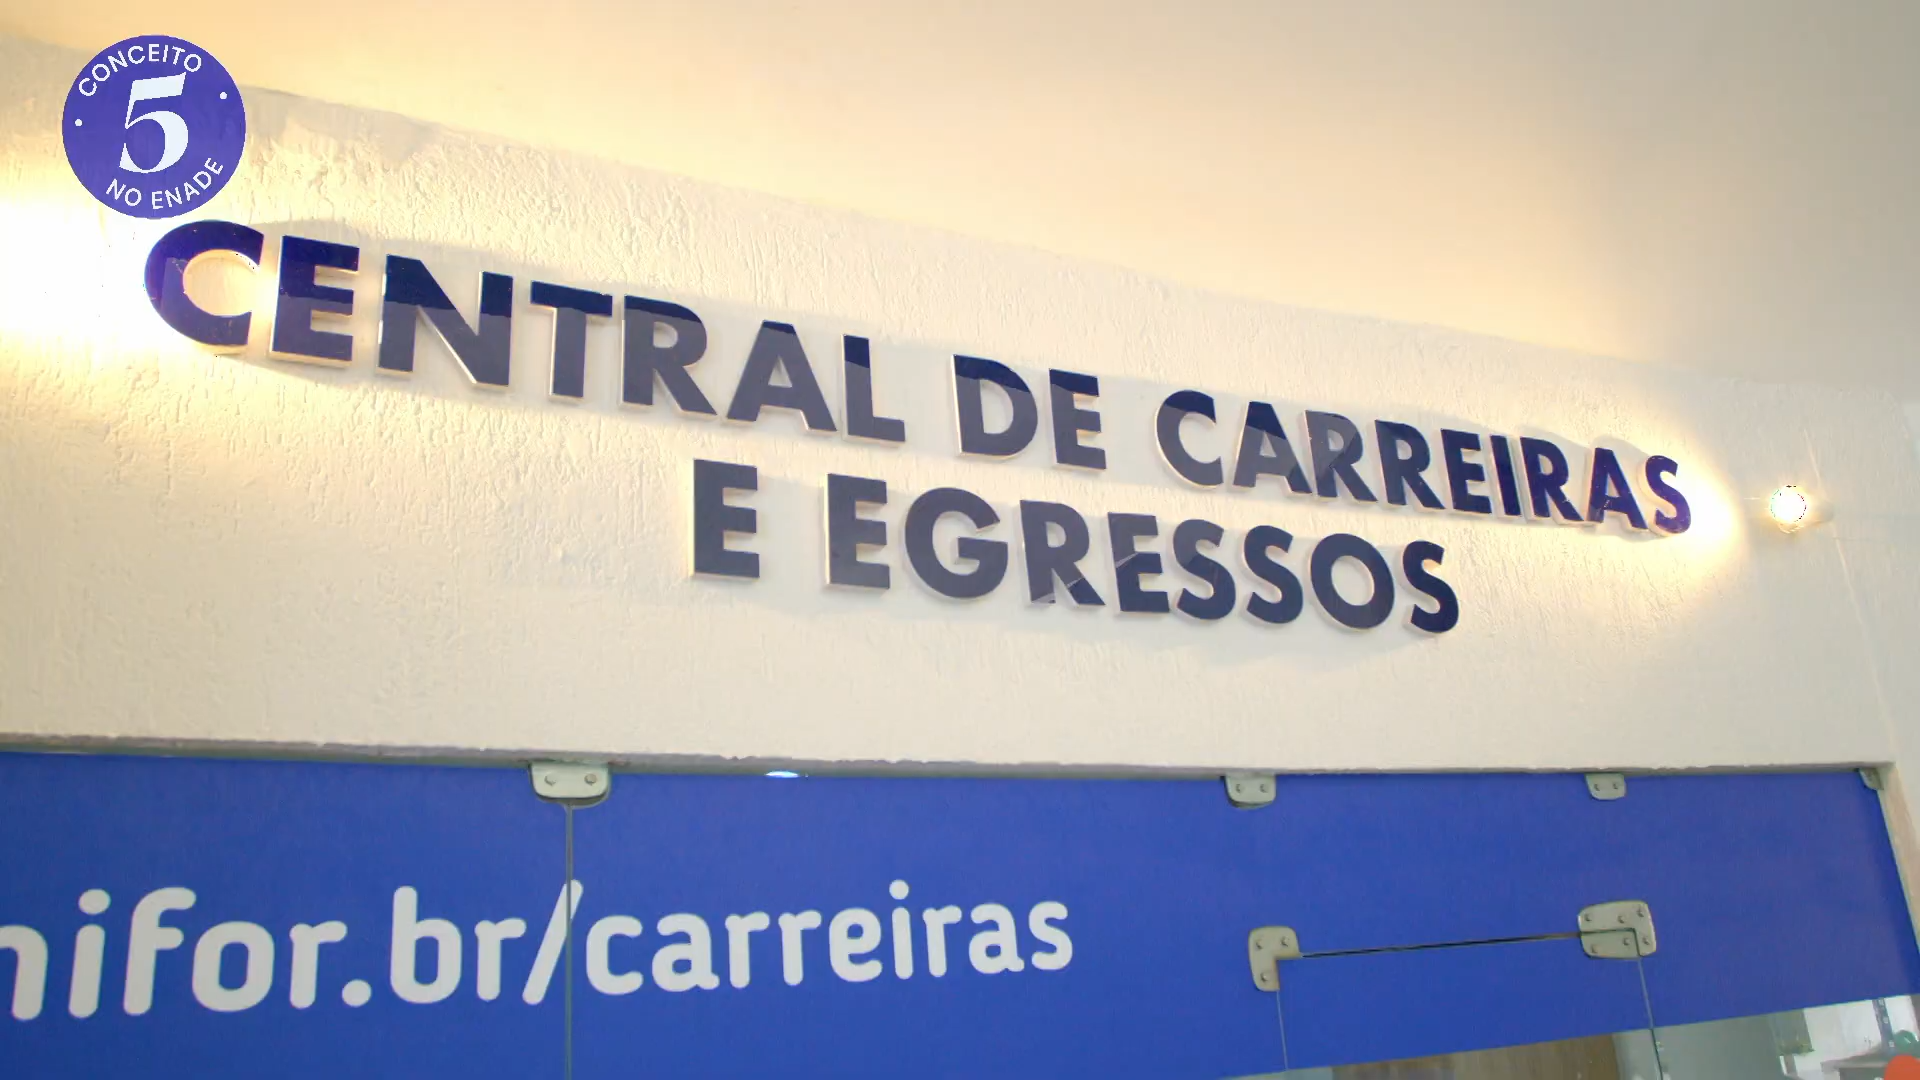 CONCEITO
5
NO ENADE
CENTRAL DE CARREIRAS
E EGRESSOS
nifor.br/carreiras